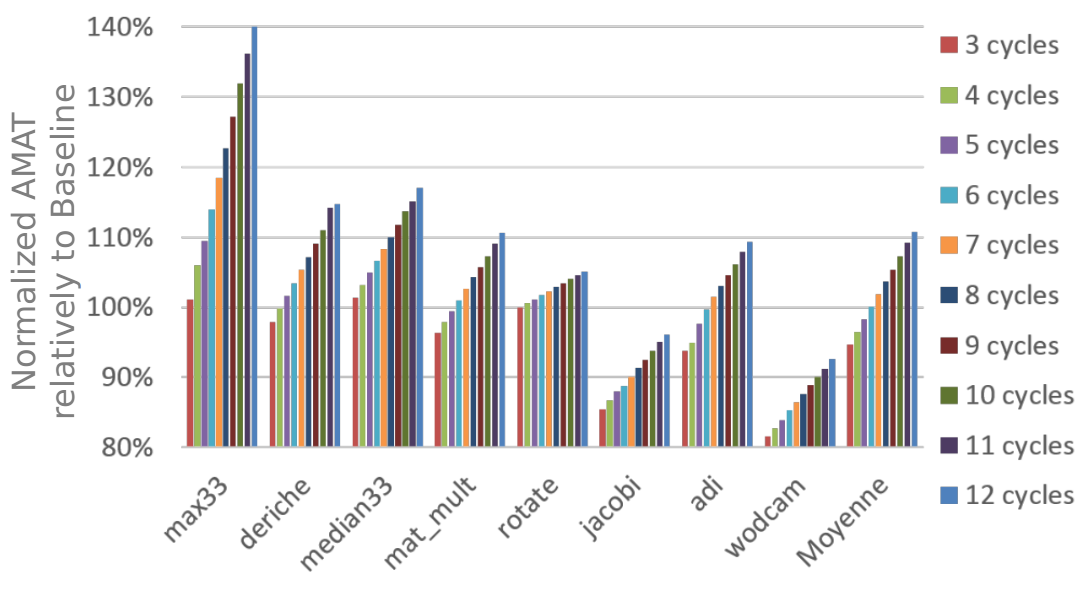 Normalized AMAT
relatively to Baseline
140%
130%
120%
110%
100%
90%
80%
max33
deriche
median33
mat_mult
rotate
jacobi
adi
wodcam
Moyenne
3 cycles
4 cycles
5 cycles
6 cycles
7 cycles
8 cycles
9 cycles
10 cycles
11 cycles
12 cycles